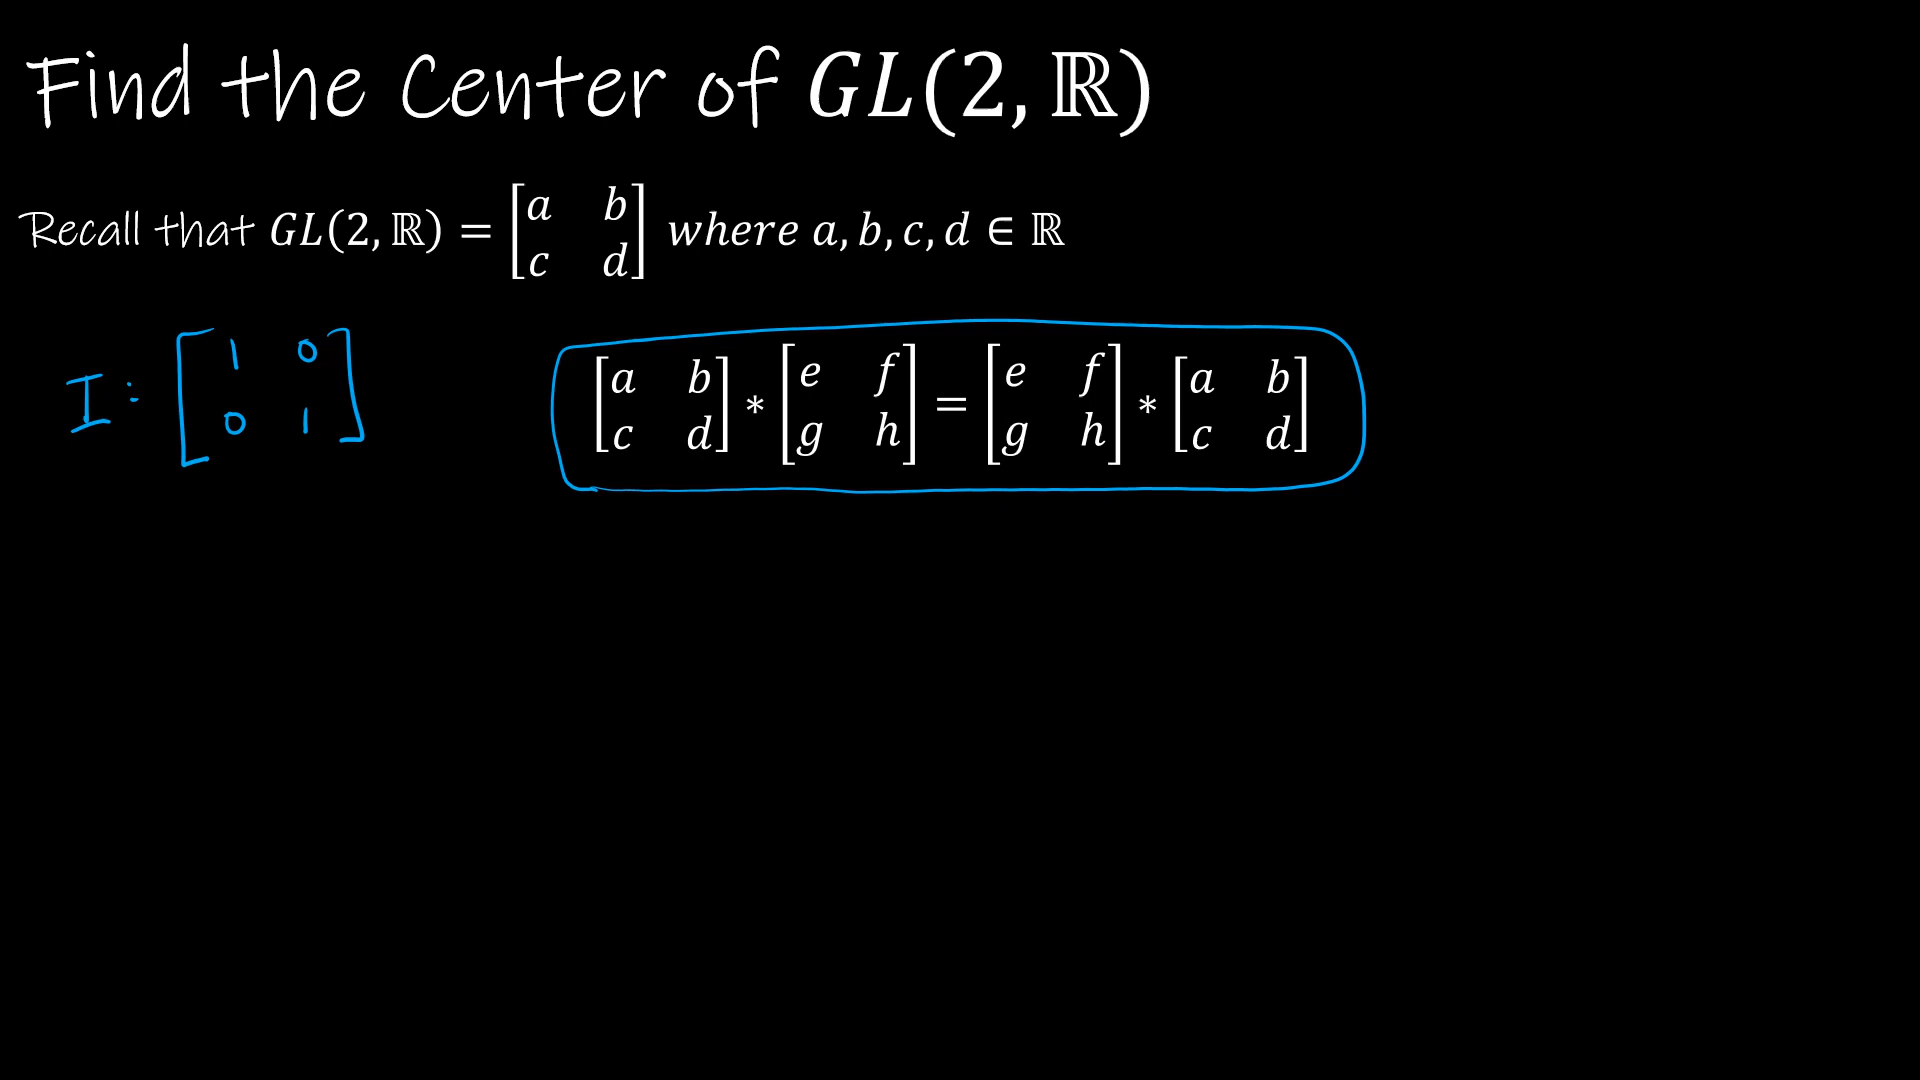 Find the Center of GL(2, ℝ)
Recall that GL(2, ℝ) = [a b; c d] where a, b, c, d ∈ ℝ
I: [1 0; 0 1]
[a b; c d] * [e f; g h] = [e f; g h] * [a b; c d]